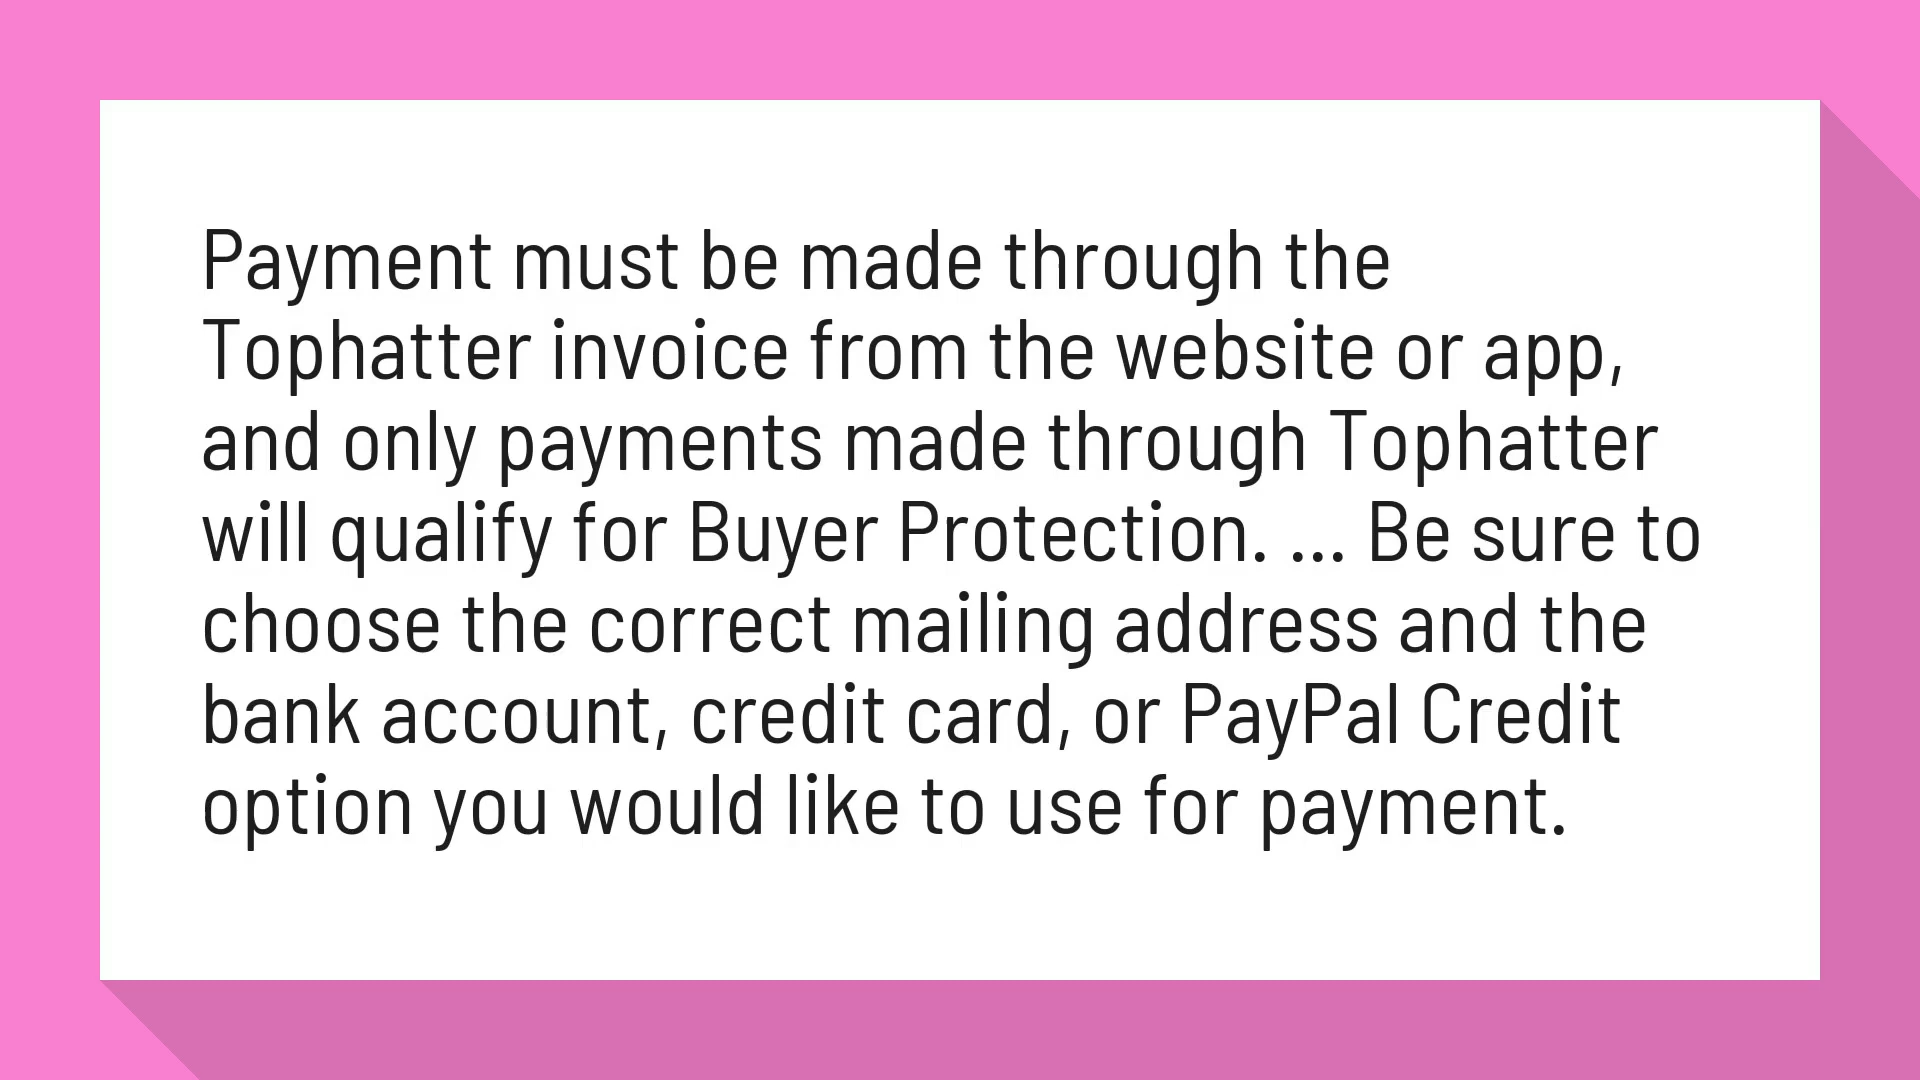 Payment must be made through the
Tophatter invoice from the website or app,
and only payments made through Tophatter
will qualify for Buyer Protection. ... Be sure to
choose the correct mailing address and the
bank account, credit card, or PayPal Credit
option you would like to use for payment.